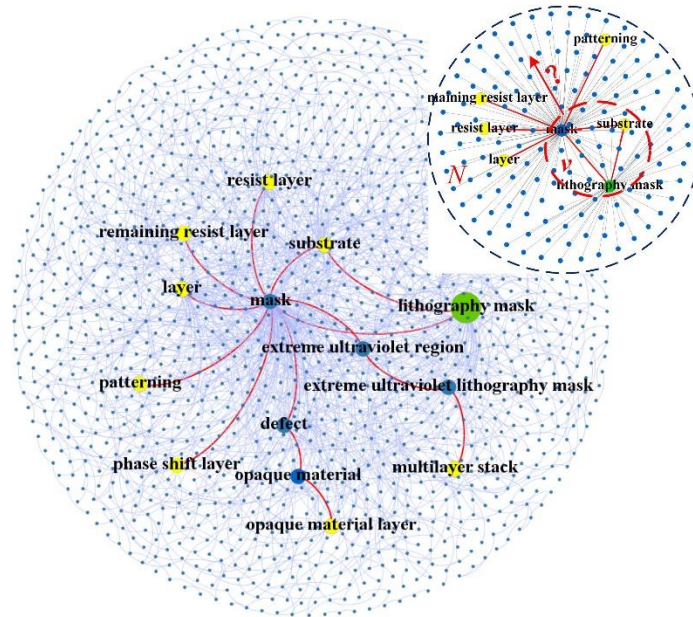 patterning
maining resist layer
resist layer
mask
substrate
layer
N
v
?
lithography mask
resist layer
remaining resist layer
substrate
layer
mask
lithography mask
extreme ultraviolet region
patterning
extreme ultraviolet lithography mask
defect
phase shift layer
opaque material
multilayer stack
opaque material layer